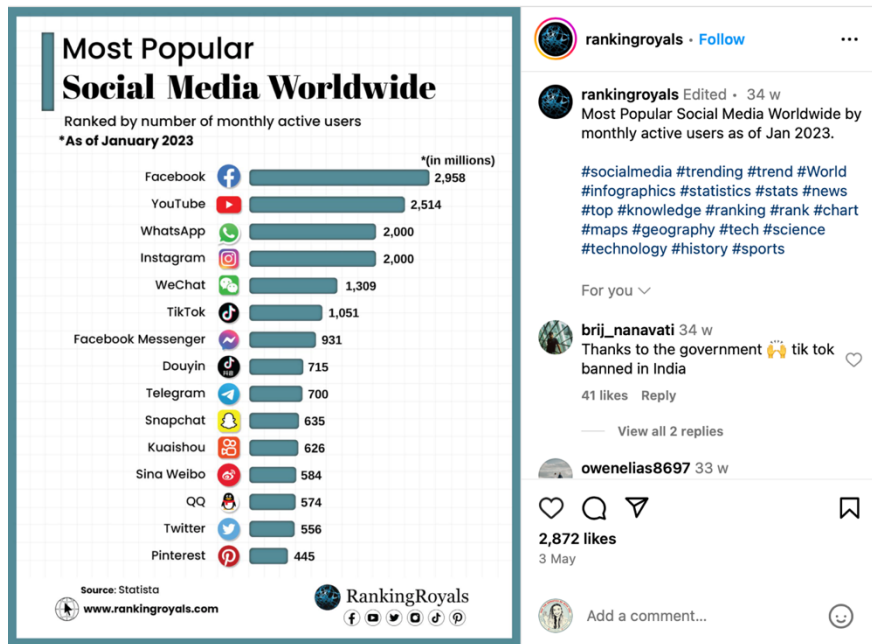 Most Popular
Social Media Worldwide
Ranked by number of monthly active users
*As of January 2023
*(in millions)
Facebook 2,958
YouTube 2,514
WhatsApp 2,000
Instagram 2,000
WeChat 1,309
TikTok 1,051
Facebook Messenger 931
Douyin 715
Telegram 700
Snapchat 635
Kuaishou 626
Sina Weibo 584
QQ 574
Twitter 556
Pinterest 445
Source: Statista
www.rankingroyals.com
RankingRoyals
rankingroyals • Follow
rankingroyals Edited • 34 w
Most Popular Social Media Worldwide by
monthly active users as of Jan 2023.
#socialmedia #trending #trend #World
#infographics #statistics #stats #news
#top #knowledge #ranking #rank #chart
#maps #geography #tech #science
#technology #history #sports
For you
brij_nanavati 34 w
Thanks to the government 🙌 tik tok
banned in India
41 likes Reply
View all 2 replies
owenelias8697 33 w
2,872 likes
3 May
Add a comment...